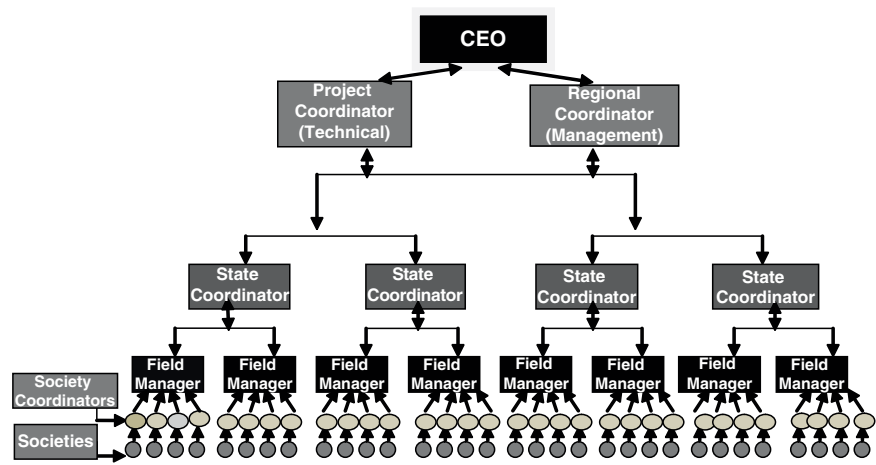 CEO
Project
Coordinator
(Technical)
Regional
Coordinator
(Management)
State
Coordinator
State
Coordinator
State
Coordinator
State
Coordinator
Field
Manager
Field
Manager
Field
Manager
Field
Manager
Field
Manager
Field
Manager
Field
Manager
Field
Manager
Society
Coordinators
Societies